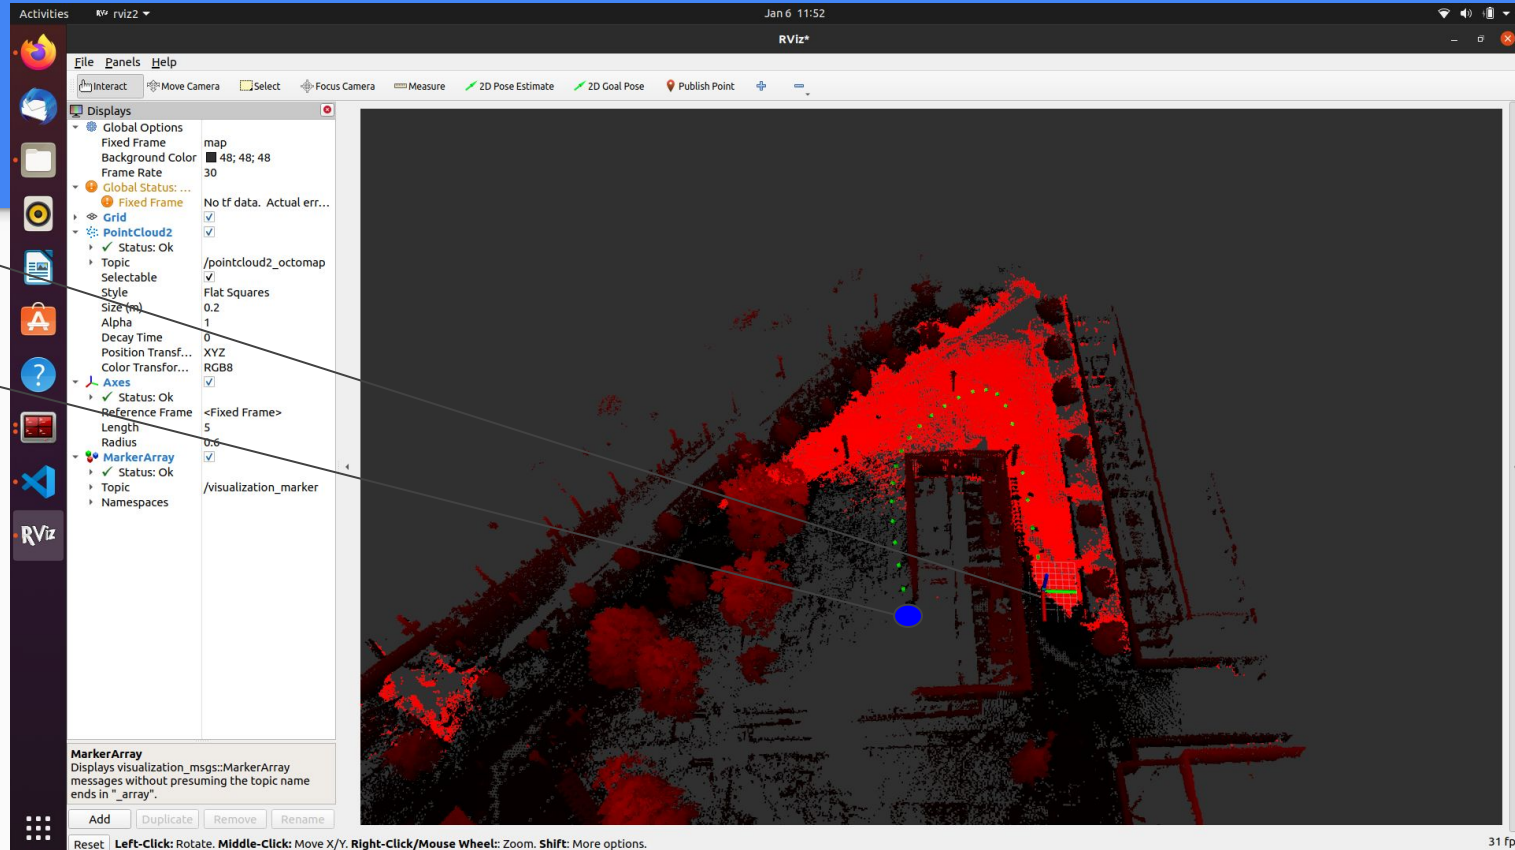 Activities RViz rviz2 Jan 6 11:52
RViz*
File Panels Help
Interact Move Camera Select Focus Camera Measure 2D Pose Estimate 2D Goal Pose Publish Point
Displays
Global Options
Fixed Frame map
Background Color 48; 48; 48
Frame Rate 30
Global Status: ...
Fixed Frame No tf data. Actual err...
Grid
PointCloud2
Status: Ok
Topic /pointcloud2_octomap
Selectable
Style Flat Squares
Size (m) 0.2
Alpha 1
Decay Time 0
Position Transf... XYZ
Color Transfor... RGB8
Axes
Status: Ok
Reference Frame <Fixed Frame>
Length 5
Radius 0.6
MarkerArray
Status: Ok
Topic /visualization_marker
Namespaces
RViz
MarkerArray
Displays visualization_msgs::MarkerArray
messages without presuming the topic name
ends in "_array".
Add Duplicate Remove Rename
Reset Left-Click: Rotate. Middle-Click: Move X/Y. Right-Click/Mouse Wheel:: Zoom. Shift: More options. 31 fp